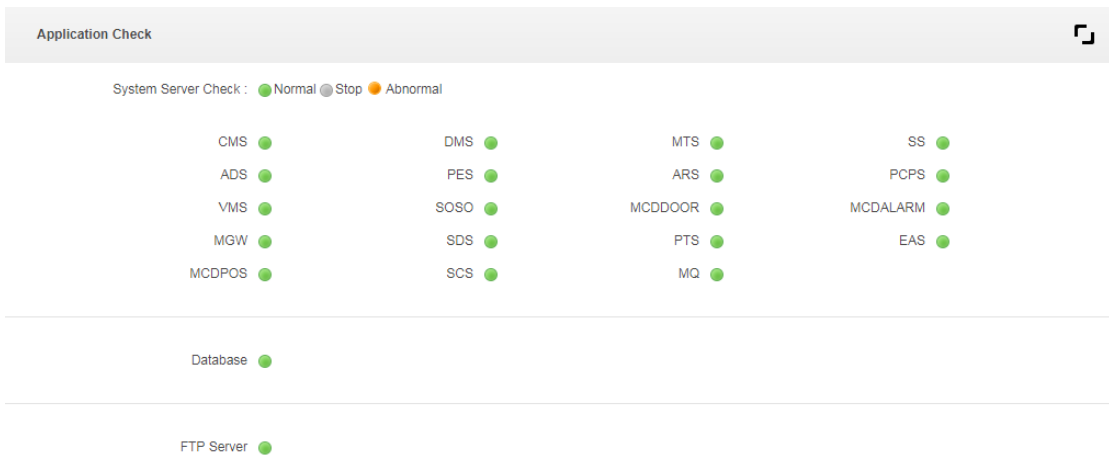 Application Check
System Server Check : Normal Stop Abnormal
CMS DMS MTS SS
ADS PES ARS PCPS
VMS SOSO MCDDOOR MCDALARM
MGW SDS PTS EAS
MCDPOS SCS MQ
Database
FTP Server